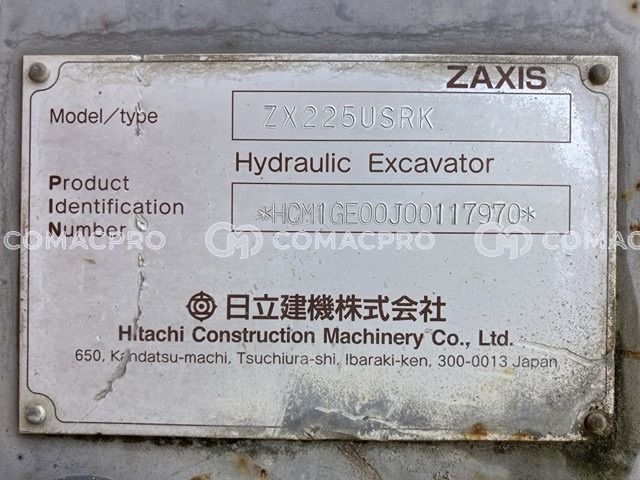 ZAXIS
Model/type ZX225USRK
Hydraulic Excavator
Product
Identification
Number
*HCM1GE00J00117970*
COMACPRO COMACPRO COMACPRO
日立建機株式会社
Hitachi Construction Machinery Co., Ltd.
650, Kandatsu-machi, Tsuchiura-shi, Ibaraki-ken, 300-0013 Japan